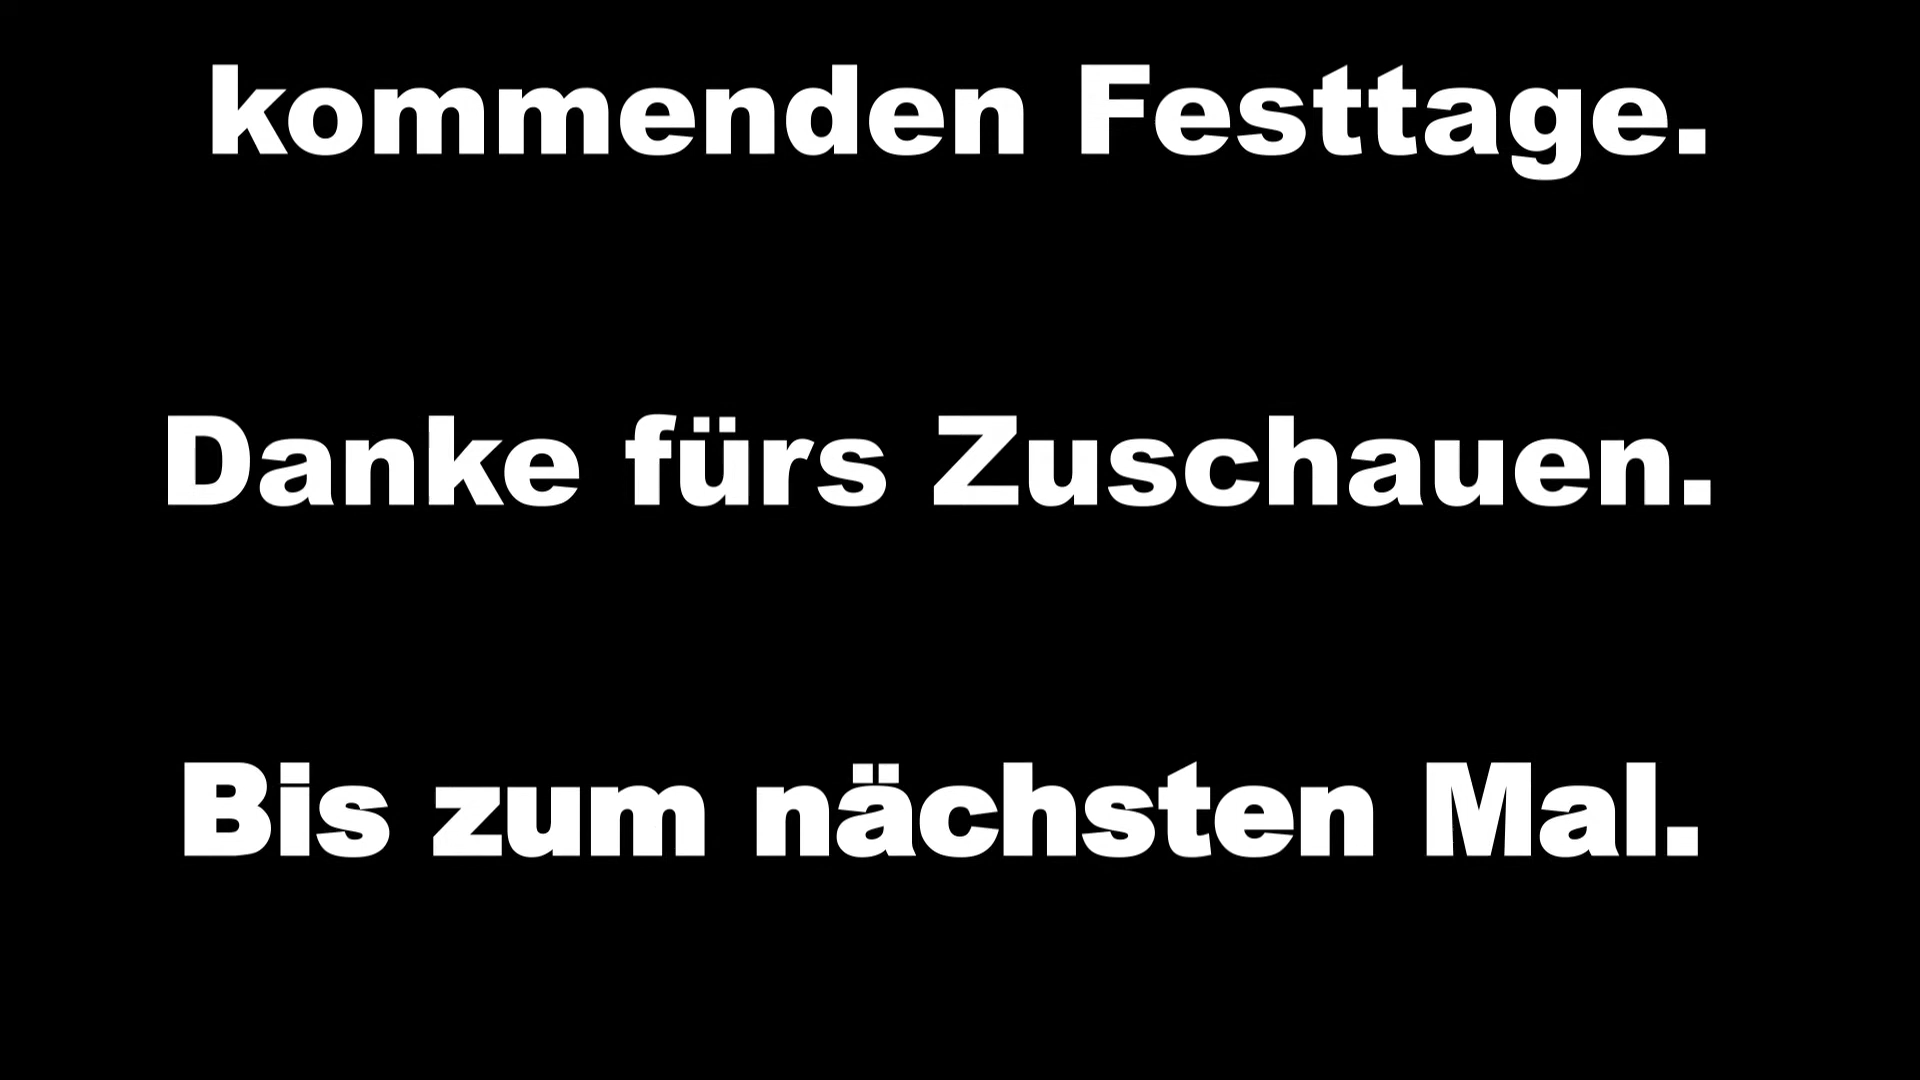 kommenden Festtage.
Danke fürs Zuschauen.
Bis zum nächsten Mal.